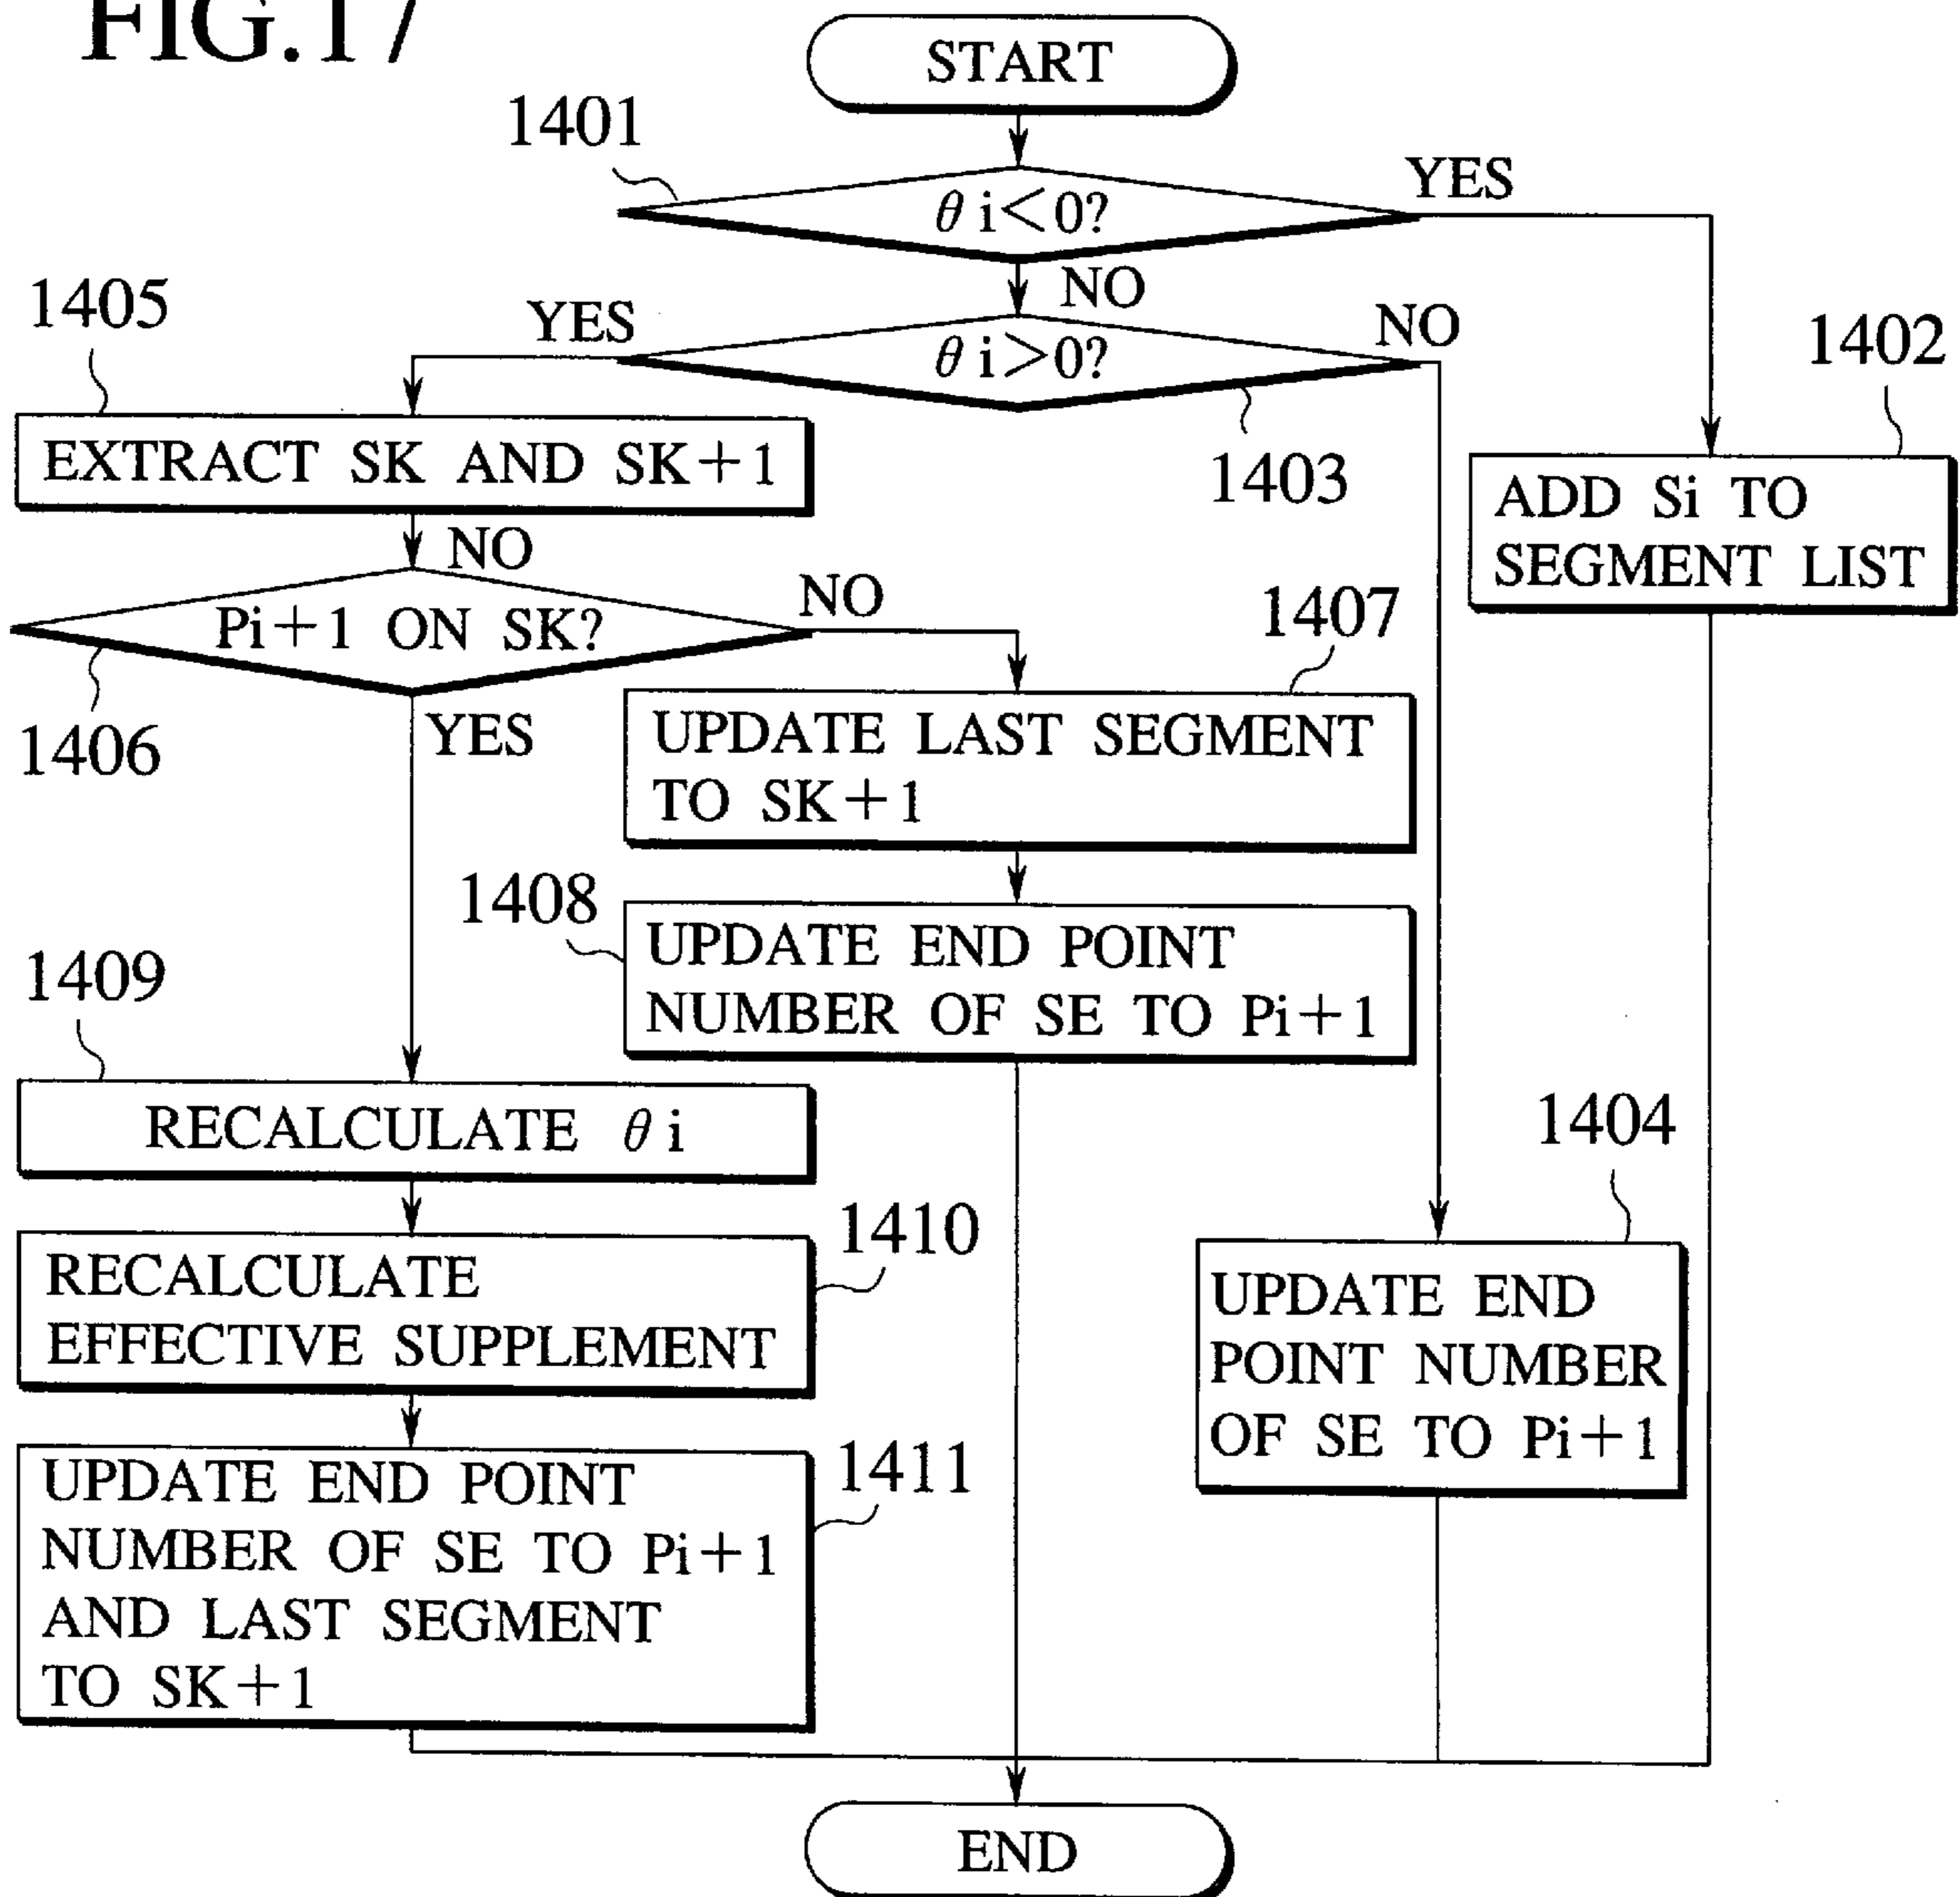 FIG.17
START
1401
θi<0?
YES
NO
1405
YES
θi>0?
NO
1402
EXTRACT SK AND SK+1
1403
ADD Si TO
SEGMENT LIST
NO
Pi+1 ON SK?
NO
1407
1406
YES
UPDATE LAST SEGMENT
TO SK+1
1408
UPDATE END POINT
NUMBER OF SE TO Pi+1
1409
RECALCULATE θi
1404
1410
RECALCULATE
EFFECTIVE SUPPLEMENT
UPDATE END
POINT NUMBER
OF SE TO Pi+1
1411
UPDATE END POINT
NUMBER OF SE TO Pi+1
AND LAST SEGMENT
TO SK+1
END